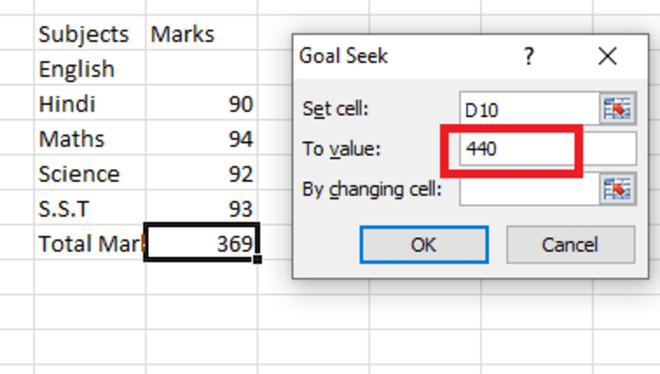 Subjects Marks
English
Hindi 90
Maths 94
Science 92
S.S.T 93
Total Mar 369
Goal Seek ?
Set cell: D10
To value: 440
By changing cell:
OK Cancel